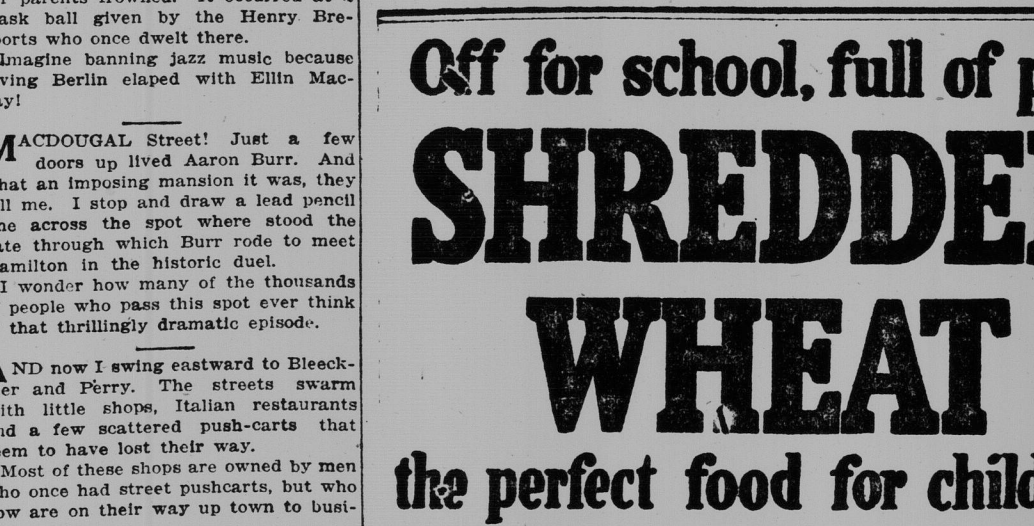 parents frowned. It occurred at a
ask ball given by the Henry Bre-
orts who once dwelt there.
Imagine banning jazz music because
ving Berlin elaped with Ellin Mac-
ay!
MACDOUGAL Street! Just a few
doors up lived Aaron Burr. And
hat an imposing mansion it was, they
ll me. I stop and draw a lead pencil
ne across the spot where stood the
ate through which Burr rode to meet
amilton in the historic duel.
I wonder how many of the thousands
people who pass this spot ever think
that thrillingly dramatic episode.
AND now I swing eastward to Bleeck-
er and Perry. The streets swarm
ith little shops, Italian restaurants
nd a few scattered push-carts that
eem to have lost their way.
Most of these shops are owned by men
ho once had street pushcarts, but who
ow are on their way up town to busi-
Off for school, full of p
SHREDDE
WHEAT
the perfect food for child